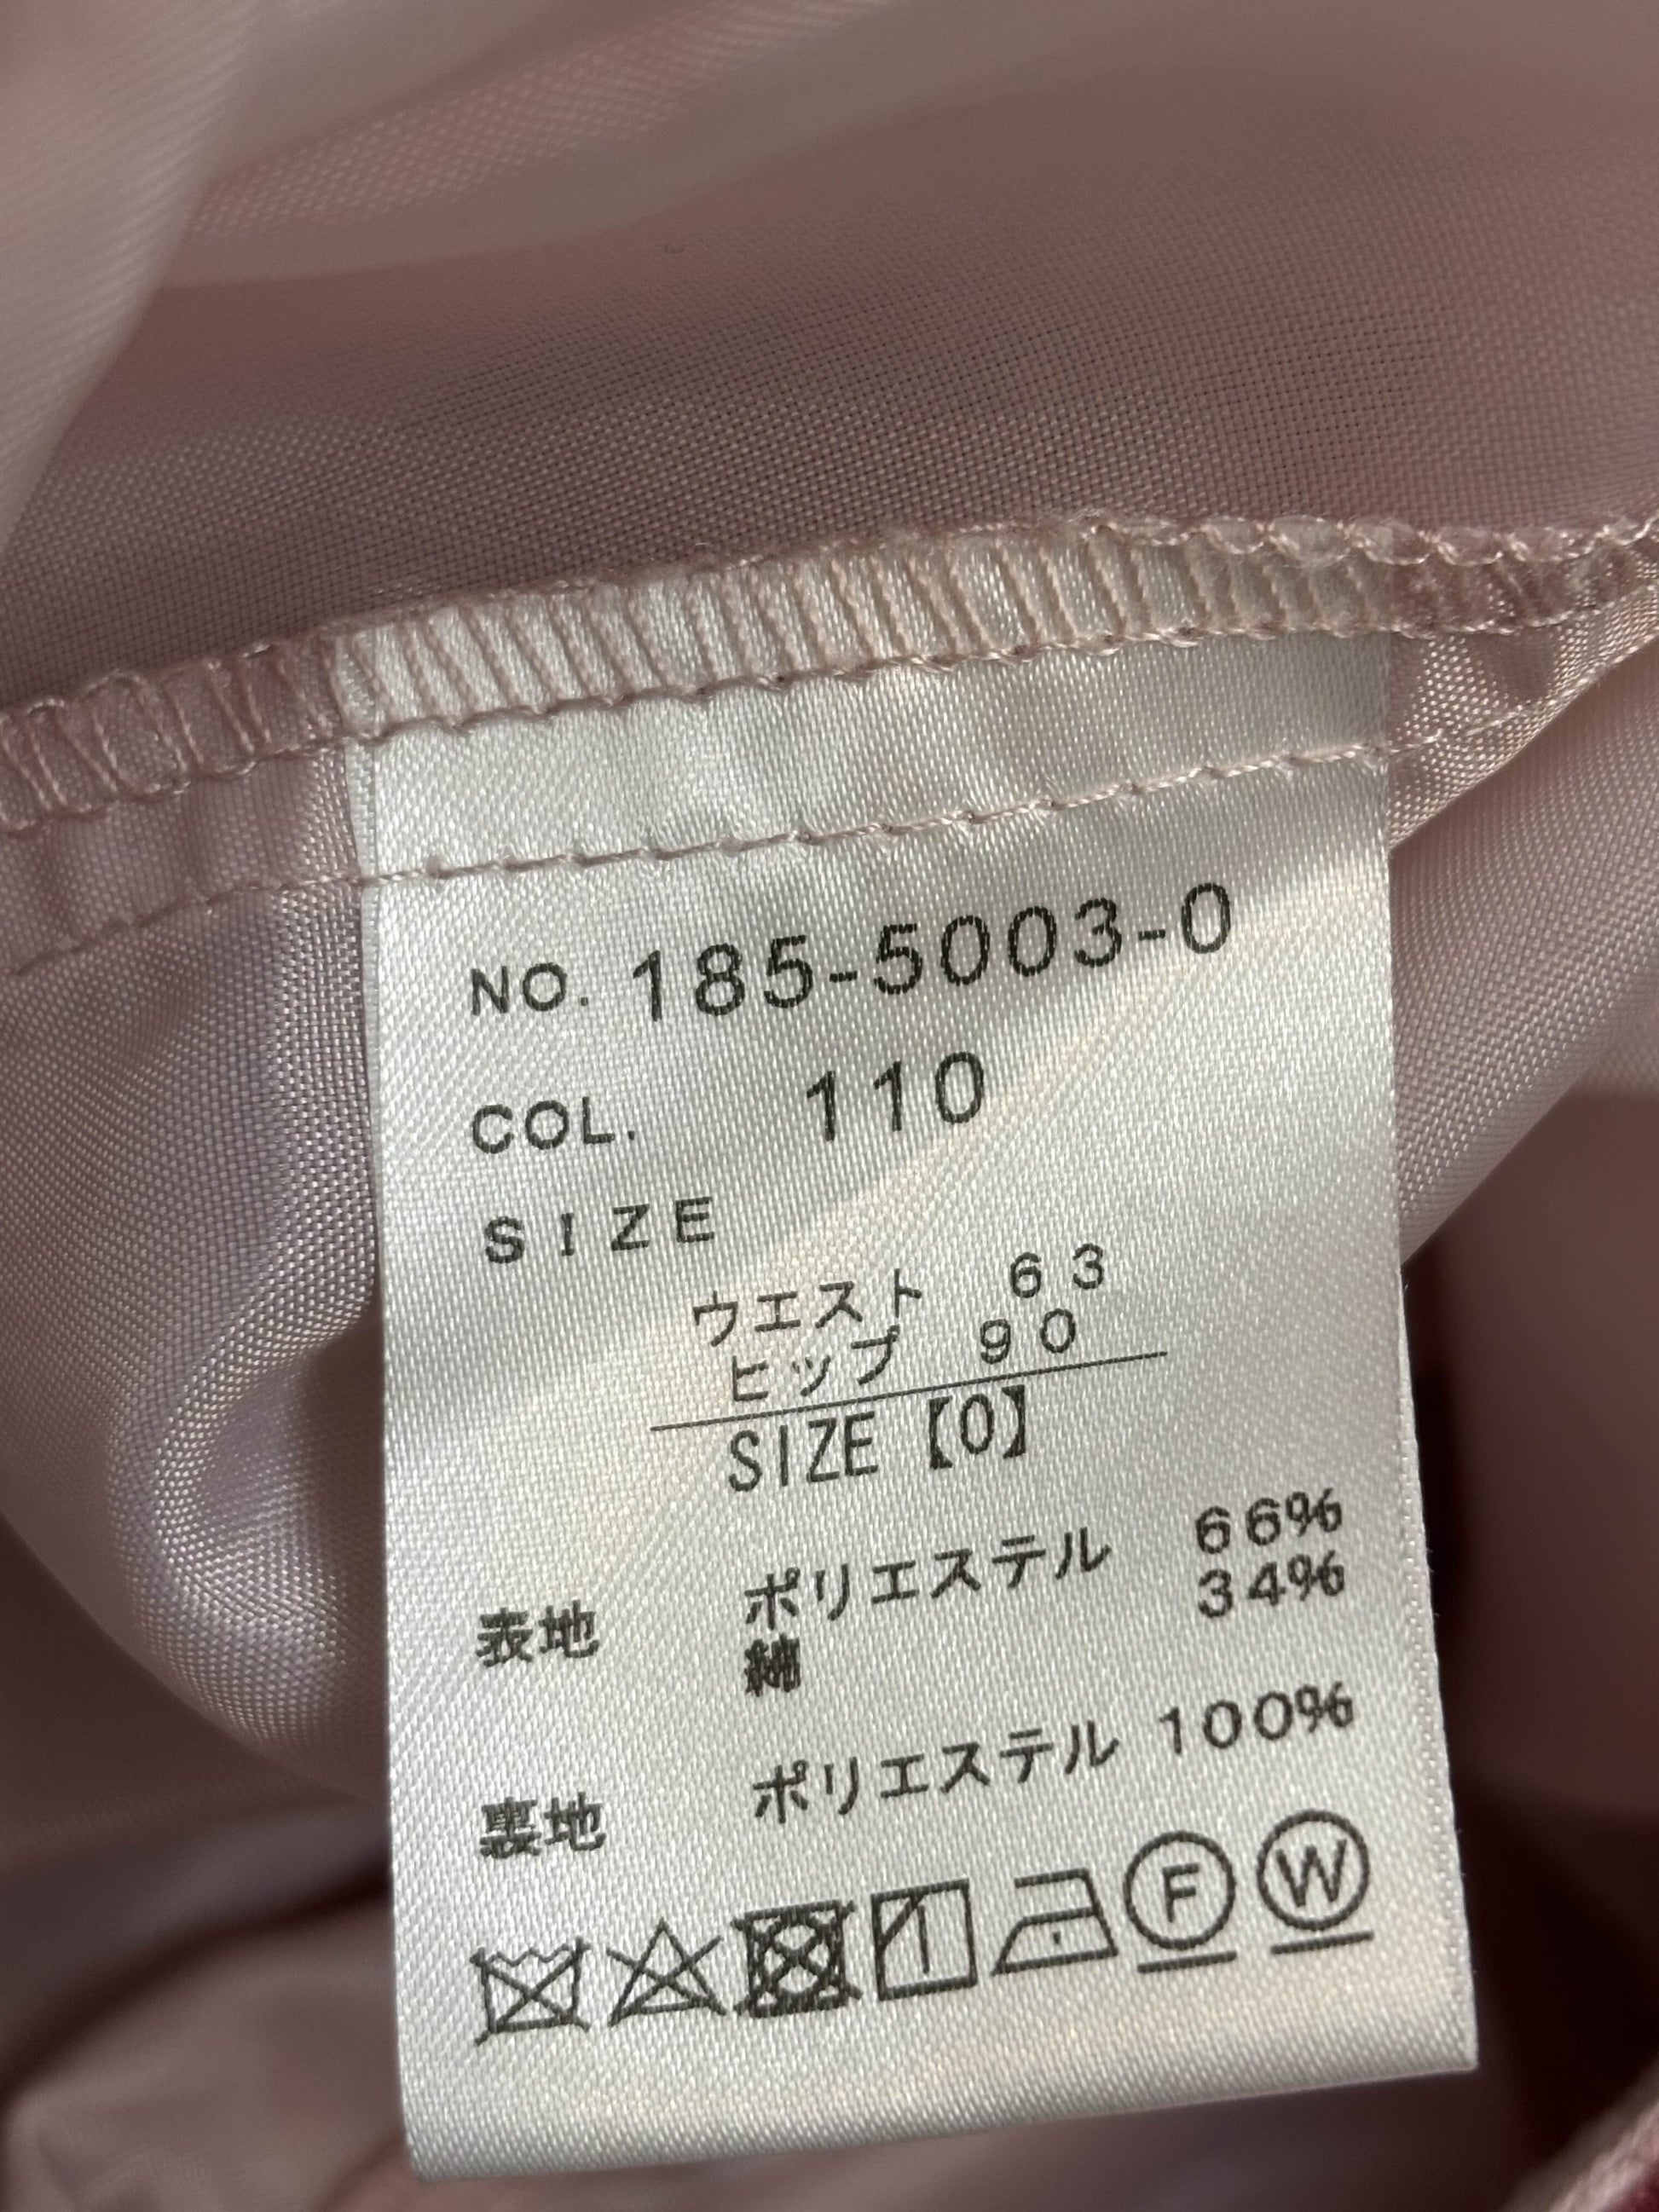 NO. 185-5003-0
COL. 110
SIZE
ウエスト 63
ヒップ 90
SIZE【0】
表地 ポリエステル 66%
綿 34%
裏地 ポリエステル 100%
F W